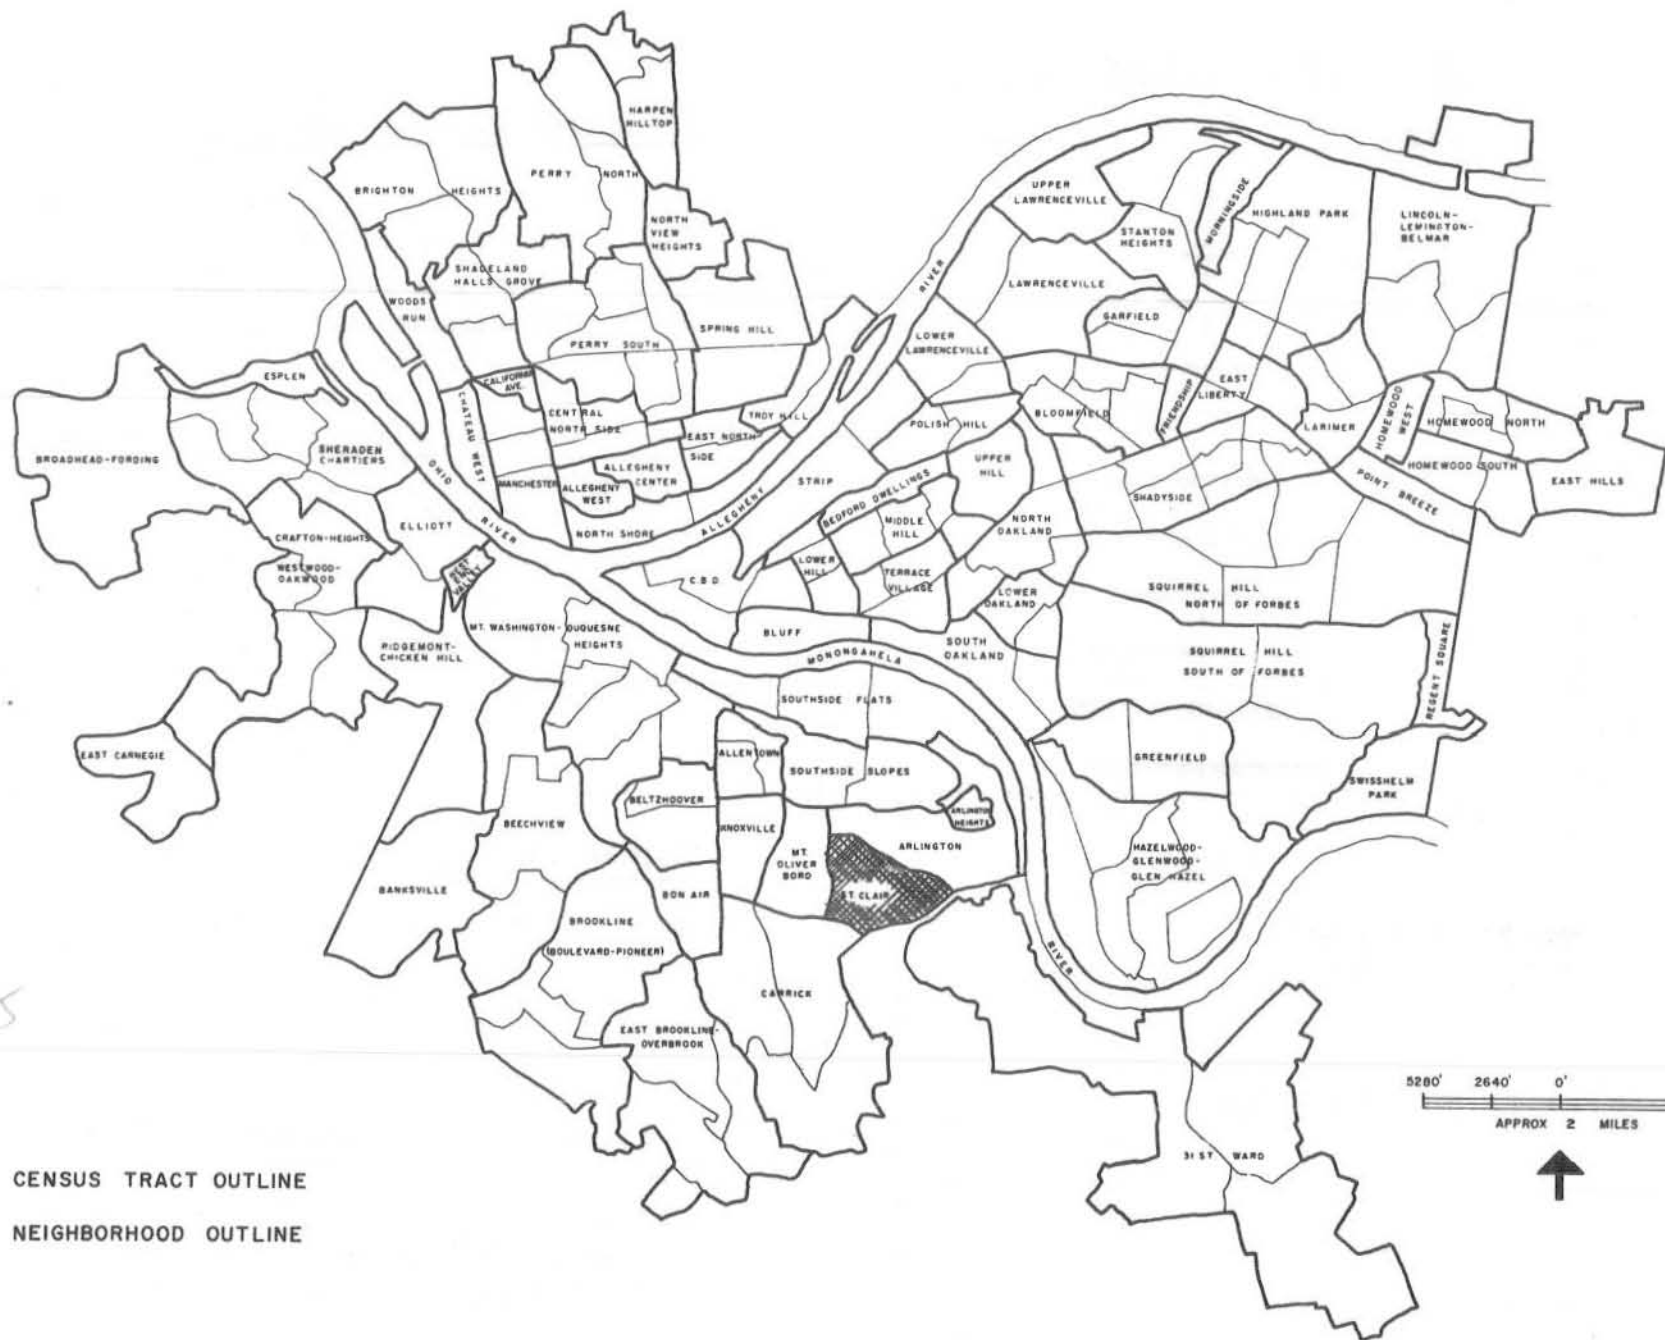 HARPEN
HILLTOP
PERRY NORTH
BRIGHTON HEIGHTS
NORTH
VIEW
HEIGHTS
UPPER
LAWRENCEVILLE
STANTON
HEIGHTS
MORNINGSIDE
HIGHLAND PARK
LINCOLN-
LEMINGTON-
BELMAR
SHADELAND
HALLS GROVE
WOODS
RUN
RIVER
LAWRENCEVILLE
GARFIELD
SPRING HILL
PERRY SOUTH
LOWER
LAWRENCEVILLE
ESPLEN
CALIFORNIA
AVE.
CHATEAU WEST
CENTRAL
NORTH SIDE
TROY HILL
EAST NORTH
SIDE
POLISH HILL
BLOOMFIELD
FRIENDSHIP
EAST
LIBERTY
LARIMER
HOMEWOOD
WEST
HOMEWOOD NORTH
HOMEWOOD SOUTH
EAST HILLS
POINT BREEZE
BROADHEAD-FORDING
SHERADEN
CHARTIERS
OHIO RIVER
MANCHESTER
ALLEGHENY
WEST
ALLEGHENY
CENTER
STRIP
UPPER
HILL
BEDFORD DWELLINGS
SHADYSIDE
ELLIOTT
NORTH SHORE
ALLEGHENY
MIDDLE
HILL
NORTH
OAKLAND
CRAFTON-HEIGHTS
WESTWOOD-
OAKWOOD
WEST
END
VALLEY
C.B.D.
LOWER
HILL
TERRACE
VILLAGE
LOWER
OAKLAND
SQUIRREL HILL
NORTH OF FORBES
MT. WASHINGTON-DUQUESNE
HEIGHTS
BLUFF
SOUTH
OAKLAND
RIDGEMONT-
CHICKEN HILL
MONONGAHELA
SQUIRREL HILL
SOUTH OF FORBES
REGENT SQUARE
SOUTHSIDE FLATS
EAST CARNEGIE
ALLENTOWN
SOUTHSIDE SLOPES
GREENFIELD
SWISSHELM
PARK
BELTZHOOVER
ARLINGTON
HEIGHTS
BEECHVIEW
KNOXVILLE
MT.
OLIVER
BORO
ARLINGTON
HAZELWOOD-
GLENWOOD-
GLEN HAZEL
BANKSVILLE
BON AIR
ST. CLAIR
BROOKLINE
(BOULEVARD-PIONEER)
RIVER
CARRICK
EAST BROOKLINE-
OVERBROOK
5280' 2640' 0'
APPROX 2 MILES
31 ST WARD
CENSUS TRACT OUTLINE
NEIGHBORHOOD OUTLINE